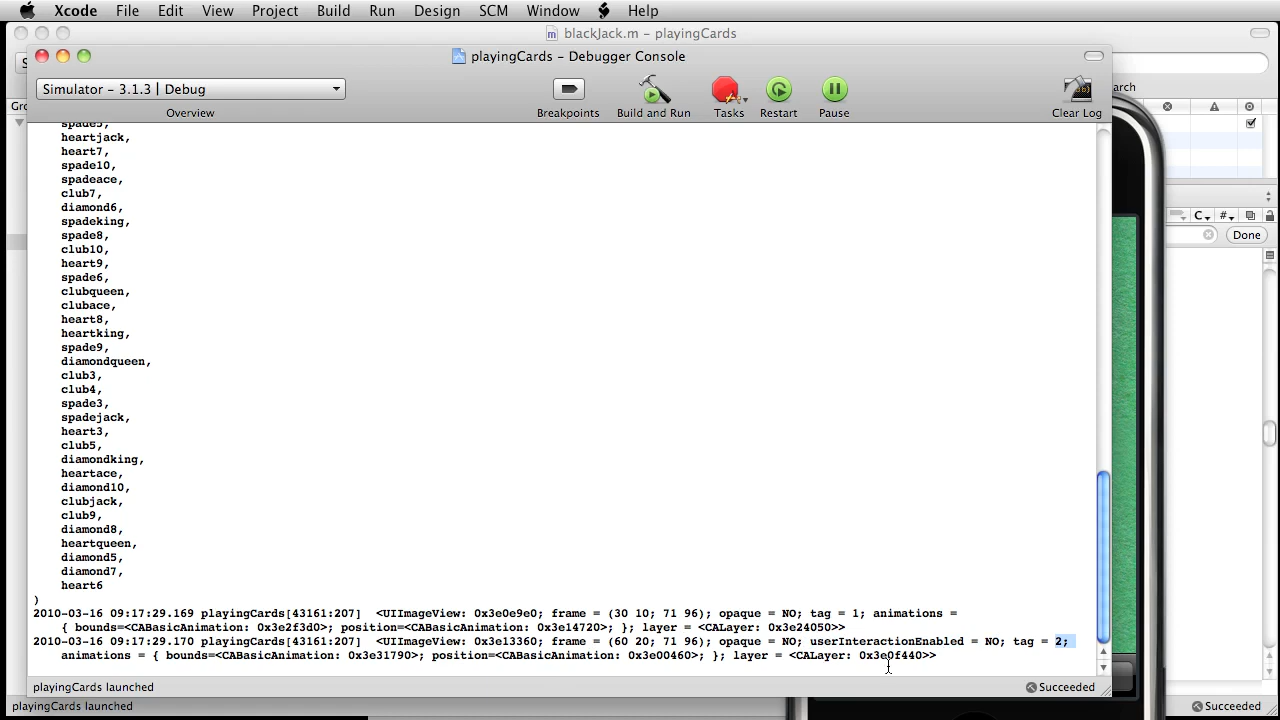 Xcode File Edit View Project Build Run Design SCM Window Help
blackJack.m - playingCards
playingCards – Debugger Console
Simulator - 3.1.3 | Debug
Overview Breakpoints Build and Run Tasks Restart Pause Clear Log
arch
Gro
C #
Done
spade5,
heartjack,
heart7,
spade10,
spadeace,
club7,
diamond6,
spadeking,
spade8,
club10,
heart9,
spade6,
clubqueen,
clubace,
heart8,
heartking,
spade9,
diamondqueen,
club3,
club4,
spade3,
spadejack,
heart3,
club5,
diamondking,
heartace,
diamond10,
clubjack,
club9,
diamond8,
heartqueen,
diamond5,
diamond7,
heart6
)
2010-03-16 09:17:29.169 playingCards[43161:207] <UIImageView: 0x3e0e9e0; frame = (30 10; 71 96); opaque = NO; tag = 1; animations =
{ bounds=<CABasicAnimation: 0x3e2f3d0>; position=<CABasicAnimation: 0x3e14720>; }; layer = <CALayer: 0x3e24050>>
2010-03-16 09:17:29.170 playingCards[43161:207] <UIImageView: 0x3e13360; frame = (60 20; 71 96); opaque = NO; userInteractionEnabled = NO; tag = 2;
animations = { bounds=<CABasicAnimation: 0x3e31790>; position=<CABasicAnimation: 0x3e00460>; }; layer = <CALayer: 0x3e0f440>>
playingCards launched Succeeded
playingCards launched Succeeded